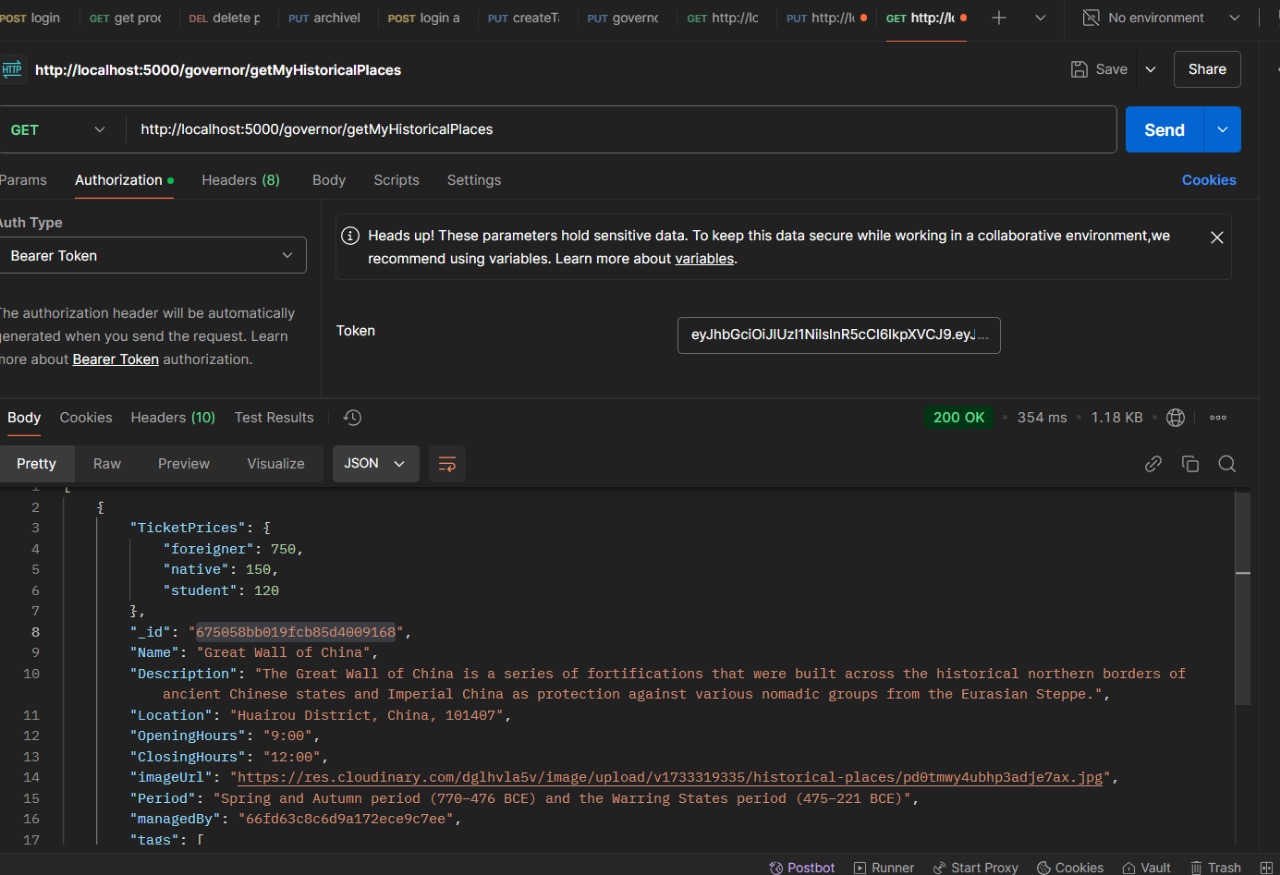 POST login GET get proc DEL delete p PUT archivel POST login a PUT createT PUT governo GET http://lc PUT http://l GET http://l No environment
HTTP http://localhost:5000/governor/getMyHistoricalPlaces Save Share
GET http://localhost:5000/governor/getMyHistoricalPlaces Send
Params Authorization Headers (8) Body Scripts Settings Cookies
Auth Type
Bearer Token
Heads up! These parameters hold sensitive data. To keep this data secure while working in a collaborative environment,we
recommend using variables. Learn more about variables.
The authorization header will be automatically
generated when you send the request. Learn
more about Bearer Token authorization.
Token
Body Cookies Headers (10) Test Results 200 OK 354 ms 1.18 KB
Pretty Raw Preview Visualize JSON
1 [
2 {
3 "TicketPrices": {
4 "foreigner": 750,
5 "native": 150,
6 "student": 120
7 },
8 "_id": "675058bb019fcb85d4009168",
9 "Name": "Great Wall of China",
10 "Description": "The Great Wall of China is a series of fortifications that were built across the historical northern borders of
ancient Chinese states and Imperial China as protection against various nomadic groups from the Eurasian Steppe.",
11 "Location": "Huairou District, China, 101407",
12 "OpeningHours": "9:00",
13 "ClosingHours": "12:00",
14 "imageUrl": "https://res.cloudinary.com/dglhvla5v/image/upload/v1733319335/historical-places/pd0tmwy4ubhp3adje7ax.jpg",
15 "Period": "Spring and Autumn period (770–476 BCE) and the Warring States period (475–221 BCE)",
16 "managedBy": "66fd63c8c6d9a172ece9c7ee",
17 "tags": [
Postbot Runner Start Proxy Cookies Vault Trash